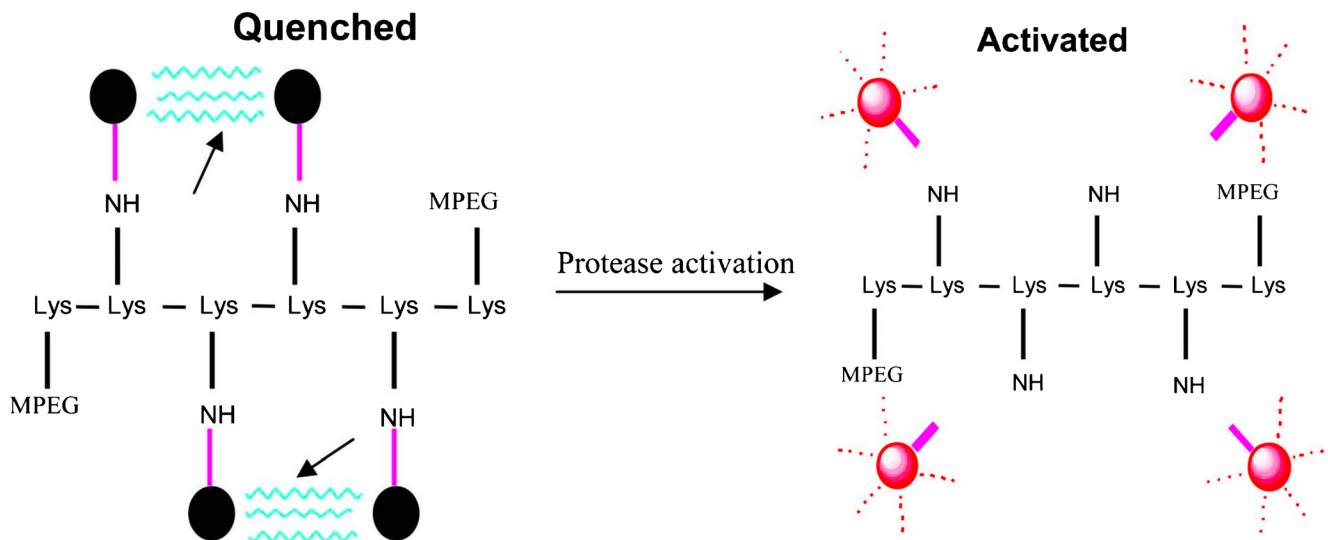 Quenched
NH NH MPEG
Lys Lys Lys Lys Lys Lys
MPEG
NH NH
Protease activation
Activated
NH NH MPEG
Lys Lys Lys Lys Lys Lys
MPEG NH NH